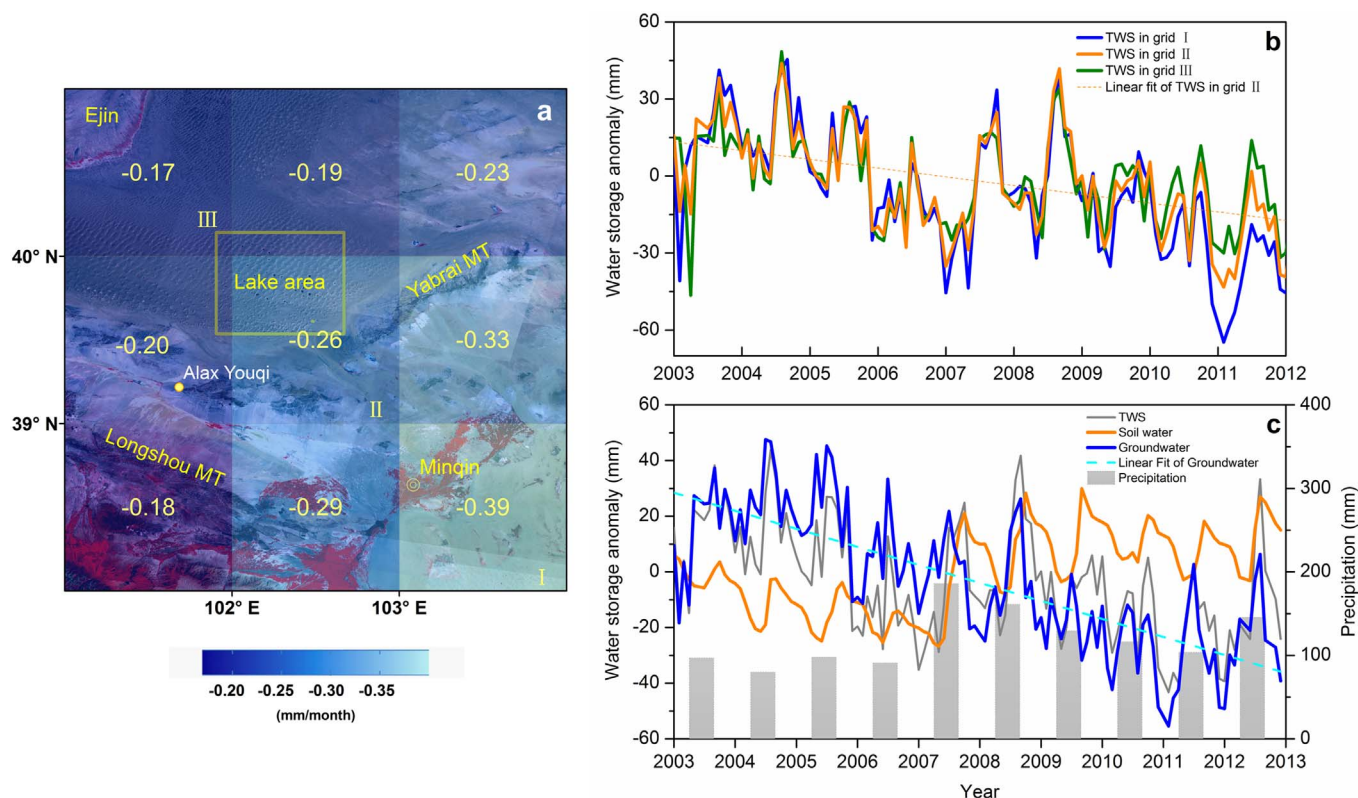 a
Ejin
-0.17
-0.19
-0.23
III
40° N
Lake area
Yabrai MT
-0.20
-0.26
-0.33
Alax Youqi
II
39° N
Longshou MT
Minqin
-0.18
-0.29
-0.39
I
102° E
103° E
-0.20
-0.25
-0.30
-0.35
(mm/month)
b
TWS in grid I
TWS in grid II
TWS in grid III
Linear fit of TWS in grid II
Water storage anomaly (mm)
60
30
0
-30
-60
2003 2004 2005 2006 2007 2008 2009 2010 2011 2012
c
TWS
Soil water
Groundwater
Linear Fit of Groundwater
Precipitation
Water storage anomaly (mm)
60
40
20
0
-20
-40
-60
400
300
200
100
0
Precipitation (mm)
2003 2004 2005 2006 2007 2008 2009 2010 2011 2012 2013
Year